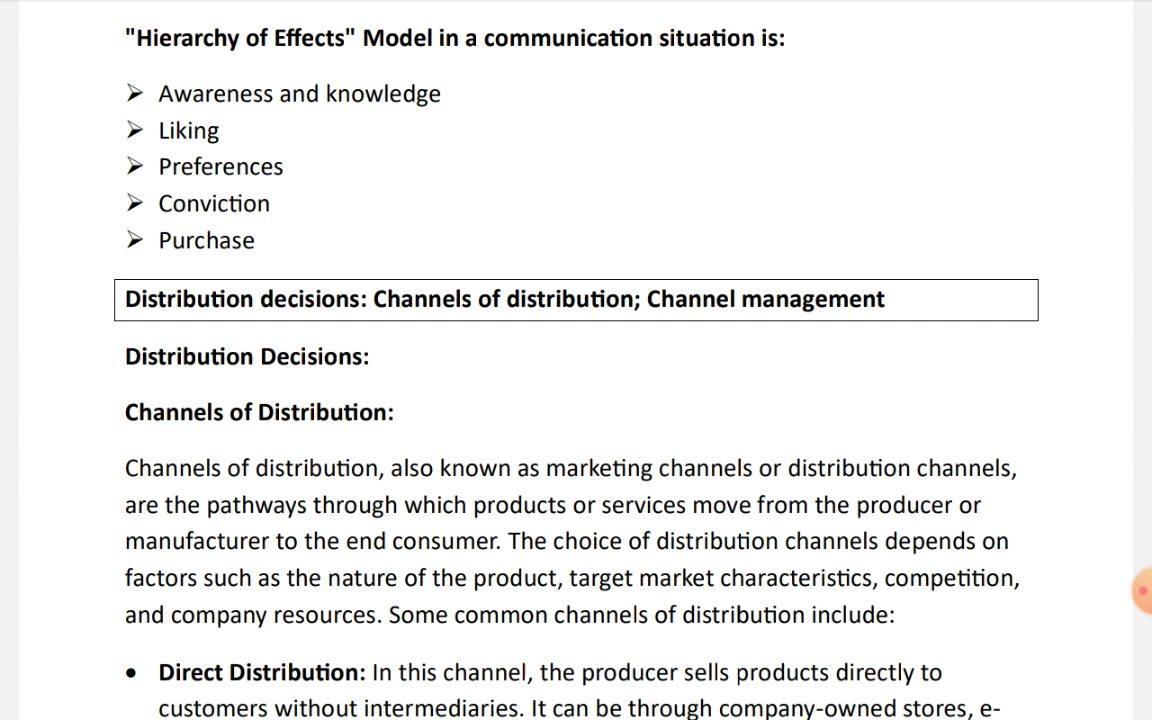 "Hierarchy of Effects" Model in a communication situation is:
➢ Awareness and knowledge
➢ Liking
➢ Preferences
➢ Conviction
➢ Purchase
Distribution decisions: Channels of distribution; Channel management
Distribution Decisions:
Channels of Distribution:
Channels of distribution, also known as marketing channels or distribution channels,
are the pathways through which products or services move from the producer or
manufacturer to the end consumer. The choice of distribution channels depends on
factors such as the nature of the product, target market characteristics, competition,
and company resources. Some common channels of distribution include:
• Direct Distribution: In this channel, the producer sells products directly to
customers without intermediaries. It can be through company-owned stores, e-